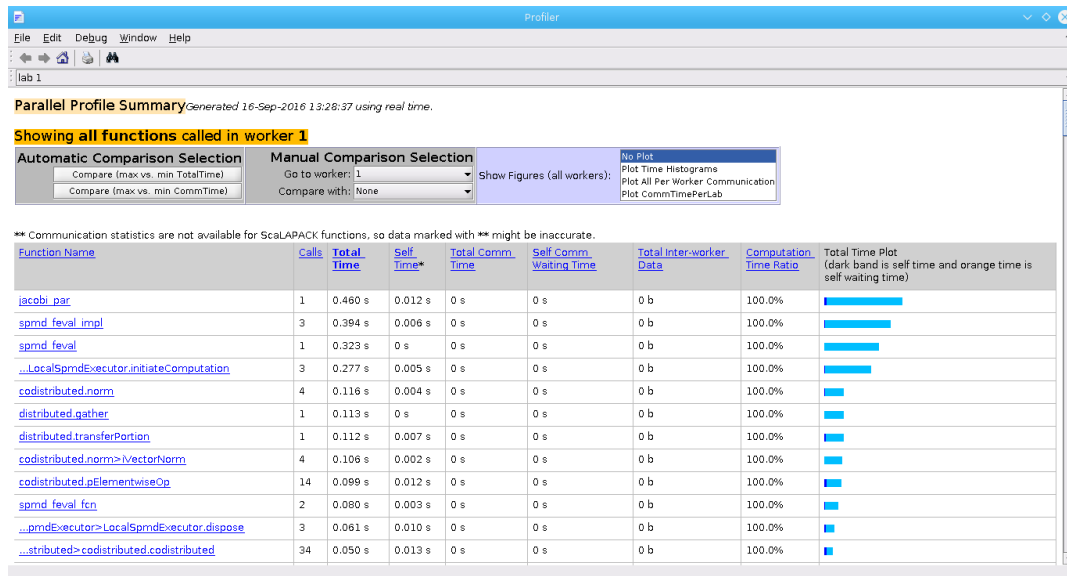 Profiler
File Edit Debug Window Help
lab 1
Parallel Profile Summary Generated 16-Sep-2016 13:28:37 using real time.
Showing all functions called in worker 1
Automatic Comparison Selection
Compare (max vs. min TotalTime)
Compare (max vs. min CommTime)
Manual Comparison Selection
Go to worker: 1
Compare with: None
Show Figures (all workers):
No Plot
Plot Time Histograms
Plot All Per Worker Communication
Plot CommTimePerLab
** Communication statistics are not available for ScaLAPACK functions, so data marked with ** might be inaccurate.
Function Name Calls Total Time Self Time* Total Comm Time Self Comm Waiting Time Total Inter-worker Data Computation Time Ratio Total Time Plot (dark band is self time and orange time is self waiting time)
jacobi_par 1 0.460 s 0.012 s 0 s 0 s 0 b 100.0%
spmd_feval_impl 3 0.394 s 0.006 s 0 s 0 s 0 b 100.0%
spmd_feval 1 0.323 s 0 s 0 s 0 s 0 b 100.0%
...LocalSpmdExecutor.initiateComputation 3 0.277 s 0.005 s 0 s 0 s 0 b 100.0%
codistributed.norm 4 0.116 s 0.004 s 0 s 0 s 0 b 100.0%
distributed.gather 1 0.113 s 0 s 0 s 0 s 0 b 100.0%
distributed.transferPortion 1 0.112 s 0.007 s 0 s 0 s 0 b 100.0%
codistributed.norm>iVectorNorm 4 0.106 s 0.002 s 0 s 0 s 0 b 100.0%
codistributed.pElementwiseOp 14 0.099 s 0.012 s 0 s 0 s 0 b 100.0%
spmd_feval_fcn 2 0.080 s 0.003 s 0 s 0 s 0 b 100.0%
...pmdExecutor>LocalSpmdExecutor.dispose 3 0.061 s 0.010 s 0 s 0 s 0 b 100.0%
...stributed>codistributed.codistributed 34 0.050 s 0.013 s 0 s 0 s 0 b 100.0%